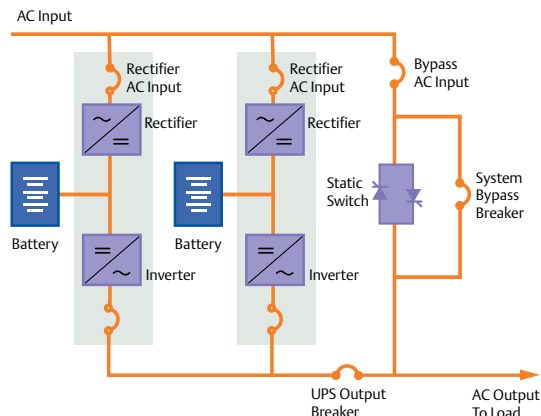 AC Input
Rectifier
AC Input
Rectifier
AC Input
Bypass
AC Input
Rectifier
Rectifier
Static
Switch
System
Bypass
Breaker
Battery
Battery
Inverter
Inverter
UPS Output
Breaker
AC Output
To Load